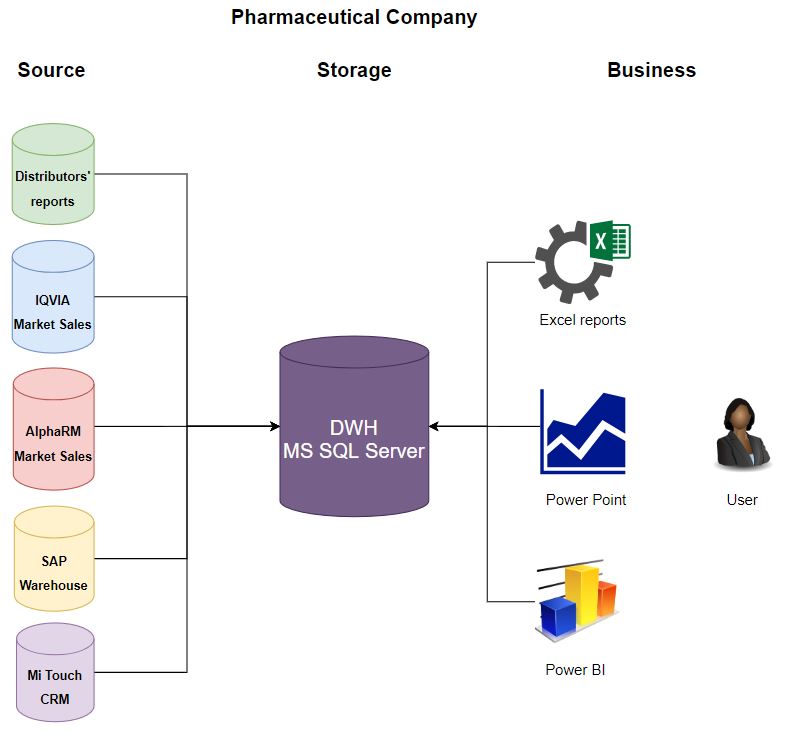 Pharmaceutical Company
Source
Storage
Business
Distributors'
reports
IQVIA
Market Sales
AlphaRM
Market Sales
SAP
Warehouse
Mi Touch
CRM
DWH
MS SQL Server
X
Excel reports
Power Point
User
Power BI